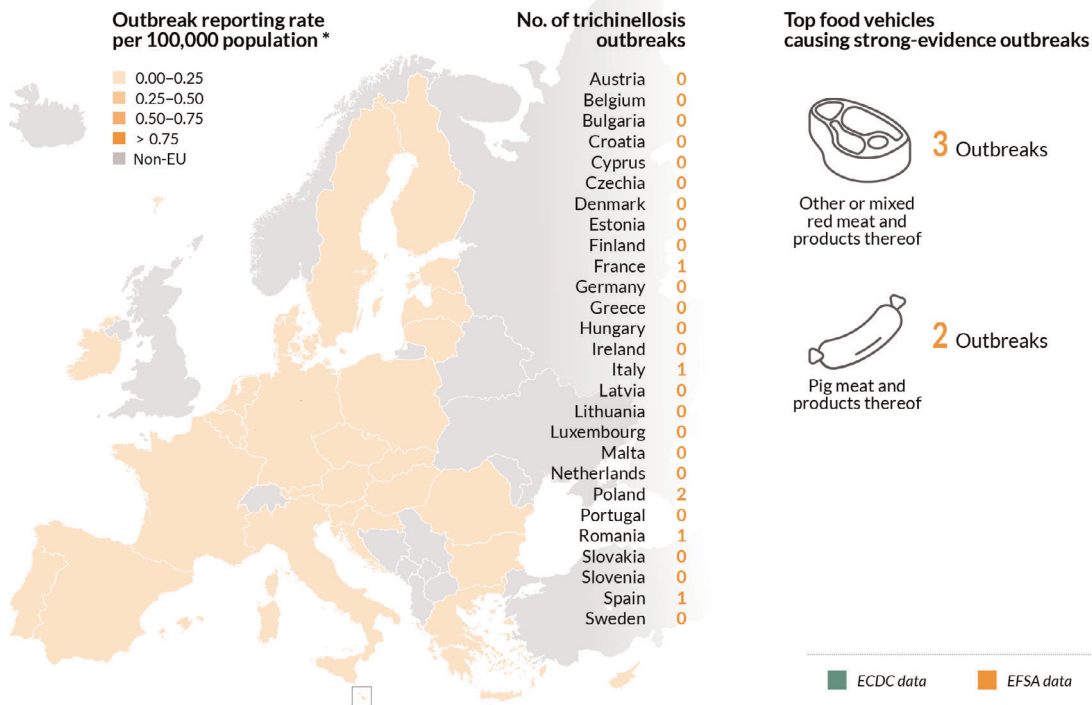 Outbreak reporting rate
per 100,000 population *
0.00–0.25
0.25–0.50
0.50–0.75
> 0.75
Non-EU
No. of trichinellosis
outbreaks
Austria 0
Belgium 0
Bulgaria 0
Croatia 0
Cyprus 0
Czechia 0
Denmark 0
Estonia 0
Finland 0
France 1
Germany 0
Greece 0
Hungary 0
Ireland 0
Italy 1
Latvia 0
Lithuania 0
Luxembourg 0
Malta 0
Netherlands 0
Poland 2
Portugal 0
Romania 1
Slovakia 0
Slovenia 0
Spain 1
Sweden 0
Top food vehicles
causing strong-evidence outbreaks
3 Outbreaks
Other or mixed
red meat and
products thereof
2 Outbreaks
Pig meat and
products thereof
ECDC data
EFSA data